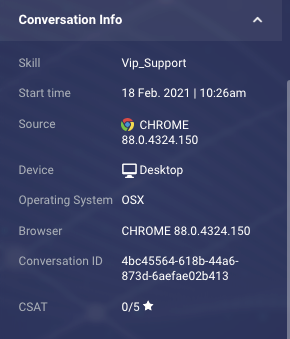 Conversation Info
Skill Vip_Support
Start time 18 Feb. 2021 | 10:26am
Source CHROME
88.0.4324.150
Device Desktop
Operating System OSX
Browser CHROME 88.0.4324.150
Conversation ID 4bc45564-618b-44a6-
873d-6aefae02b413
CSAT 0/5